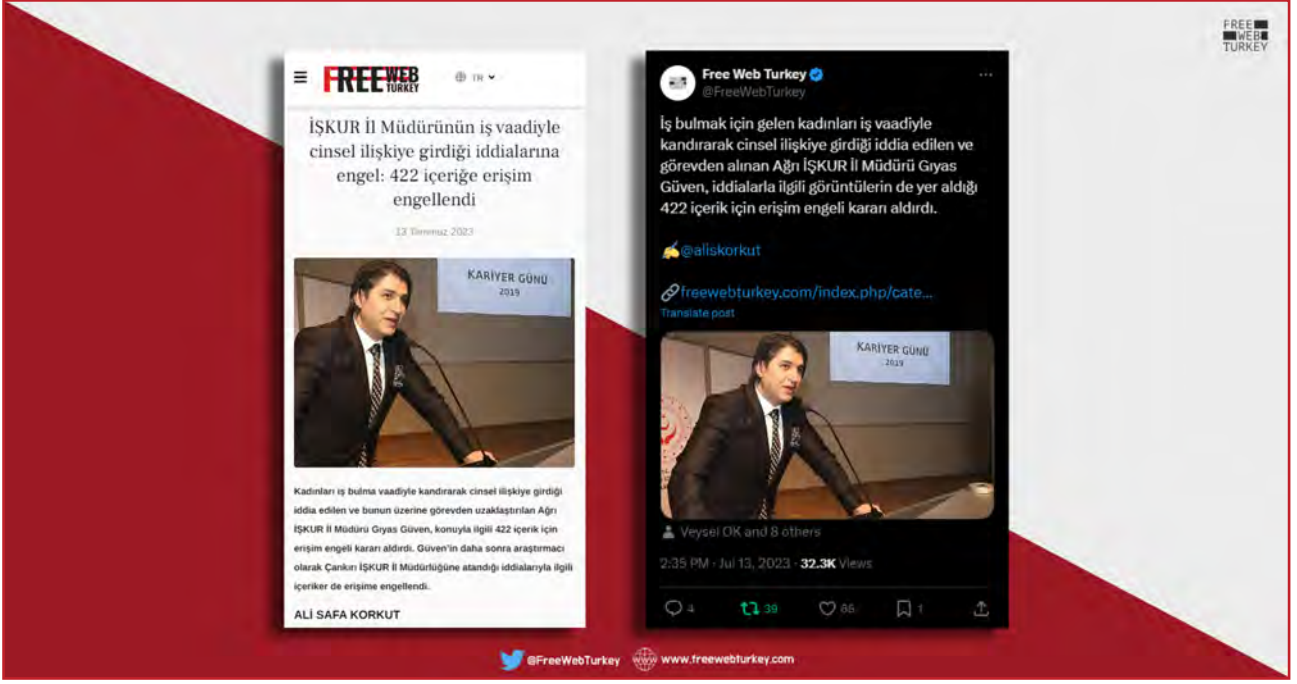 FREE
WEB
TURKEY
FREE WEB
TURKEY
TR
İŞKUR İl Müdürünün iş vaadiyle
cinsel ilişkiye girdiği iddialarına
engel: 422 içeriğe erişim
engellendi
13 Temmuz 2023
KARİYER GÜNÜ
2019
Kadınları iş bulma vaadiyle kandırarak cinsel ilişkiye girdiği
iddia edilen ve bunun üzerine görevden uzaklaştırılan Ağrı
İŞKUR İl Müdürü Gıyas Güven, konuyla ilgili 422 içerik için
erişim engeli kararı aldırdı. Güven'in daha sonra araştırmacı
olarak Çankırı İŞKUR İl Müdürlüğüne atandığı iddialarıyla ilgili
içeriker de erişime engellendi.
ALİ SAFA KORKUT
Free Web Turkey
@FreeWebTurkey
İş bulmak için gelen kadınları iş vaadiyle
kandırarak cinsel ilişkiye girdiği iddia edilen ve
görevden alınan Ağrı İŞKUR İl Müdürü Gıyas
Güven, iddialarla ilgili görüntülerin de yer aldığı
422 içerik için erişim engeli kararı aldırdı.
✍️@aliskorkut
🔗freewebturkey.com/index.php/cate...
Translate post
KARİYER GÜNÜ
2019
Veysel OK and 8 others
2:35 PM · Jul 13, 2023 · 32.3K Views
4 39 66 1
@FreeWebTurkey www www.freewebturkey.com